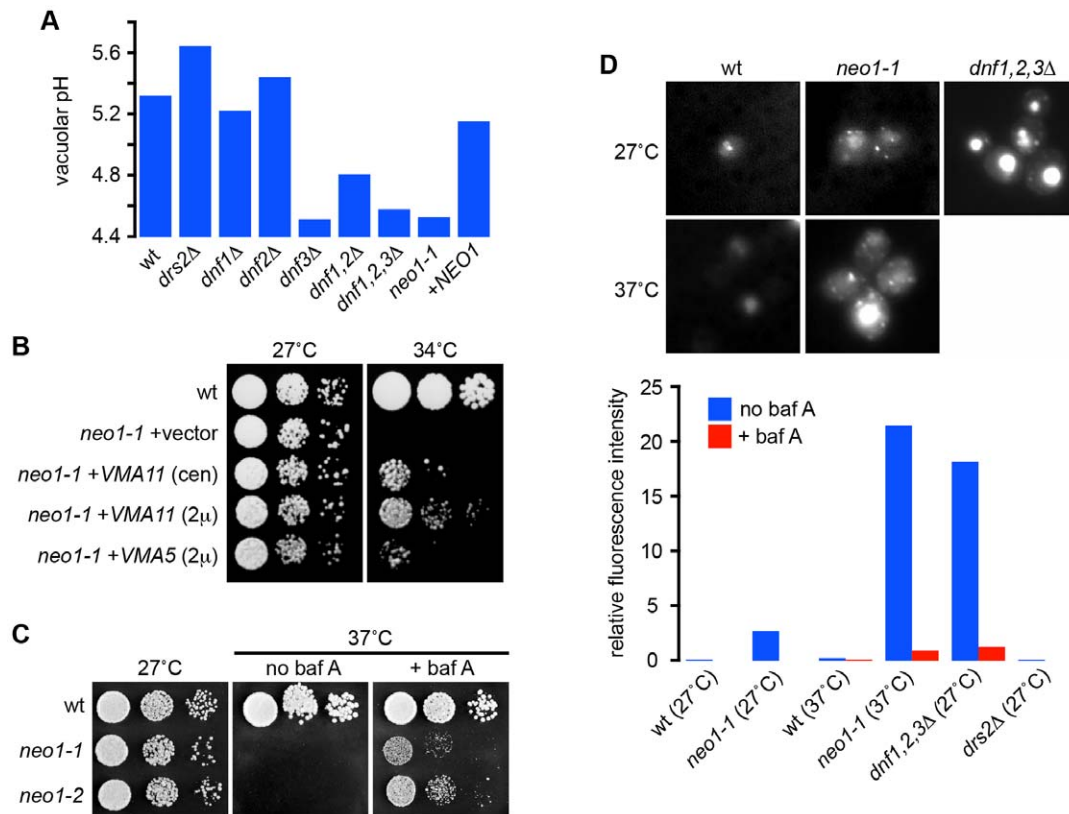 A
vacuolar pH
5.6
5.2
4.8
4.4
wt
drs2Δ
dnf1Δ
dnf2Δ
dnf3Δ
dnf1,2Δ
dnf1,2,3Δ
neo1-1
+NEO1
B
27˚C 34˚C
wt
neo1-1 +vector
neo1-1 +VMA11 (cen)
neo1-1 +VMA11 (2μ)
neo1-1 +VMA5 (2μ)
C
37˚C
27˚C no baf A + baf A
wt
neo1-1
neo1-2
D
wt neo1-1 dnf1,2,3Δ
27°C
37°C
relative fluorescence intensity
25
20
15
10
5
0
no baf A
+ baf A
wt (27˚C)
neo1-1 (27˚C)
wt (37˚C)
neo1-1 (37˚C)
dnf1,2,3Δ (27˚C)
drs2Δ (27˚C)